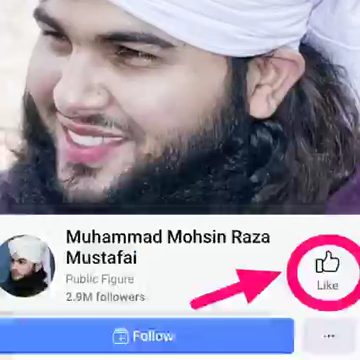 Muhammad Mohsin Raza
Mustafai
Public Figure
2.9M followers
Like
Follow